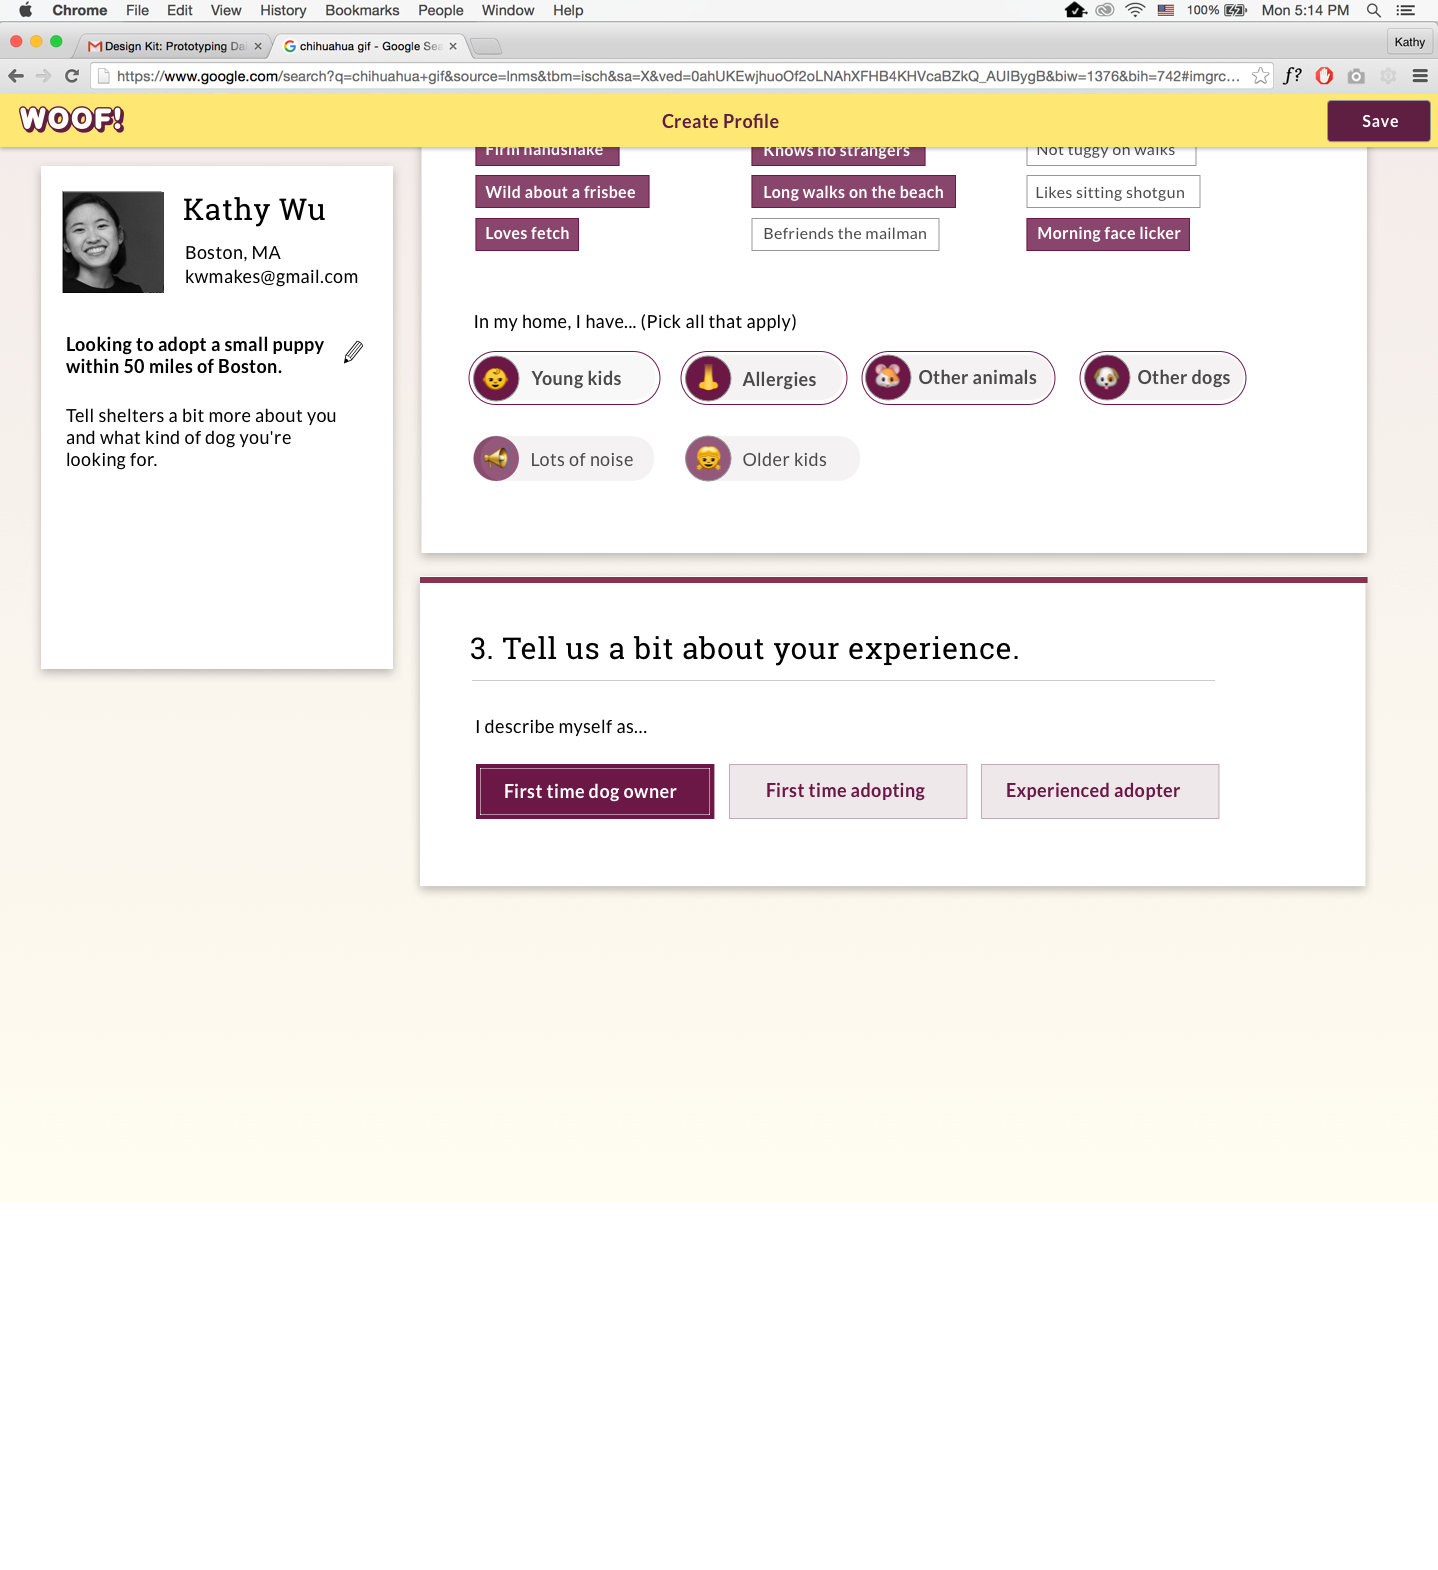 Chrome File Edit View History Bookmarks People Window Help 100% Mon 5:14 PM
Design Kit: Prototyping Da chihuahua gif - Google Sea Kathy
https://www.google.com/search?q=chihuahua+gif&source=lnms&tbm=isch&sa=X&ved=0ahUKEwjhuoOf2oLNAhXFHB4KHVcaBZkQ_AUIBygB&biw=1376&bih=742#imgrc... f?
WOOF! Create Profile Save
Firm handshake Knows no strangers Not tuggy on walks
Wild about a frisbee Long walks on the beach Likes sitting shotgun
Loves fetch Befriends the mailman Morning face licker
Kathy Wu
Boston, MA
kwmakes@gmail.com
Looking to adopt a small puppy
within 50 miles of Boston.
Tell shelters a bit more about you
and what kind of dog you're
looking for.
In my home, I have... (Pick all that apply)
Young kids Allergies Other animals Other dogs
Lots of noise Older kids
3. Tell us a bit about your experience.
I describe myself as...
First time dog owner First time adopting Experienced adopter